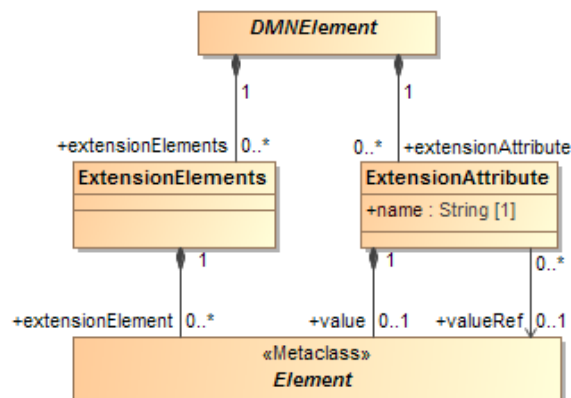 DMNElement
1 1
+extensionElements 0..* 0..* +extensionAttribute
ExtensionElements ExtensionAttribute
+name : String [1]
1 1 0..*
+extensionElement 0..* +value 0..1 +valueRef 0..1
«Metaclass»
Element